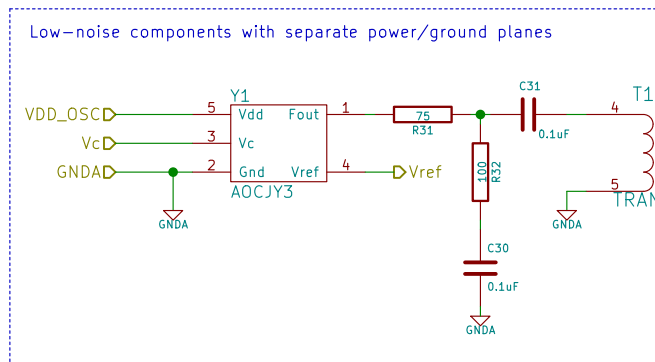 Low-noise components with separate power/ground planes
Y1
C31
T1
VDD_OSC
5
Vdd
Fout
1
75
R31
0.1uF
4
Vc
3
Vc
GNDA
2
Gnd
Vref
4
Vref
100
R32
5
TRAN
AOCJY3
GNDA
GNDA
C30
0.1uF
GNDA